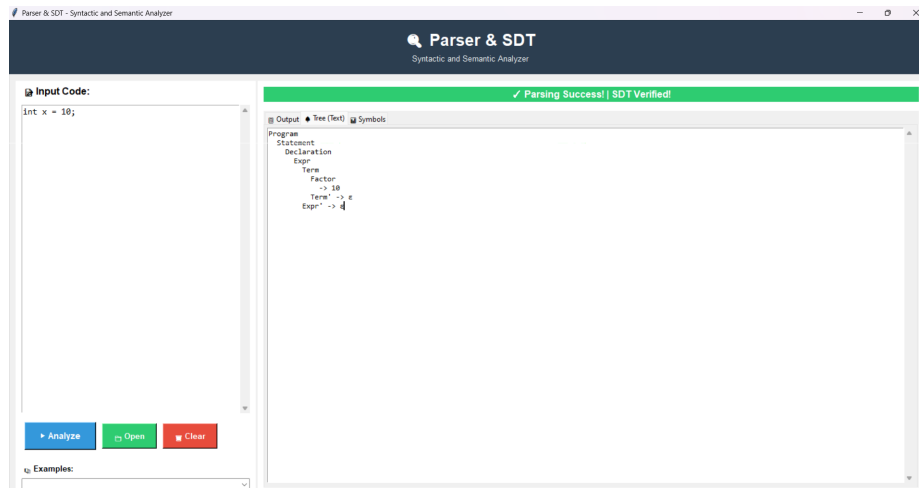 Parser & SDT - Syntactic and Semantic Analyzer
Parser & SDT
Syntactic and Semantic Analyzer
Input Code:
int x = 10;
✓ Parsing Success! | SDT Verified!
Output Tree (Text) Symbols
Program
Statement
Declaration
Expr
Term
Factor
-> 10
Term' -> ε
Expr' -> ε
Analyze Open Clear
Examples: